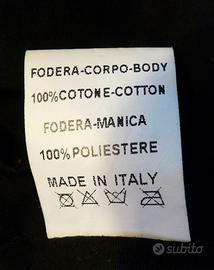 FODERA-CORPO-BODY
100%COTONE-COTTON
FODERA-MANICA
100%POLIESTERE
MADE IN ITALY
subito